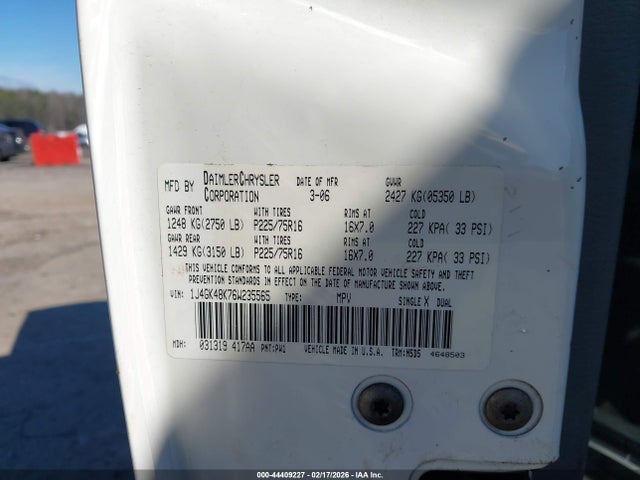 MFD BY DAIMLERCHRYSLER CORPORATION DATE OF MFR 3-06 GVWR 2427 KG(05350 LB)
GAWR FRONT WITH TIRES RIMS AT COLD
1248 KG(2750 LB) P225/75R16 16X7.0 227 KPA( 33 PSI)
GAWR REAR WITH TIRES RIMS AT COLD
1429 KG(3150 LB) P225/75R16 16X7.0 227 KPA( 33 PSI)
THIS VEHICLE CONFORMS TO ALL APPLICABLE FEDERAL MOTOR VEHICLE SAFETY AND THEFT
PREVENTION STANDARDS IN EFFECT ON THE DATE OF MANUFACTURE SHOWN ABOVE.
VIN: 1J4GK48K76W235565 TYPE: MPV SINGLE X DUAL
MDH: 031319 417AA PNT:PW1 VEHICLE MADE IN U.S.A. TRM:M5D5 4648503
000-44409227 - 02/17/2026 - IAAI.com